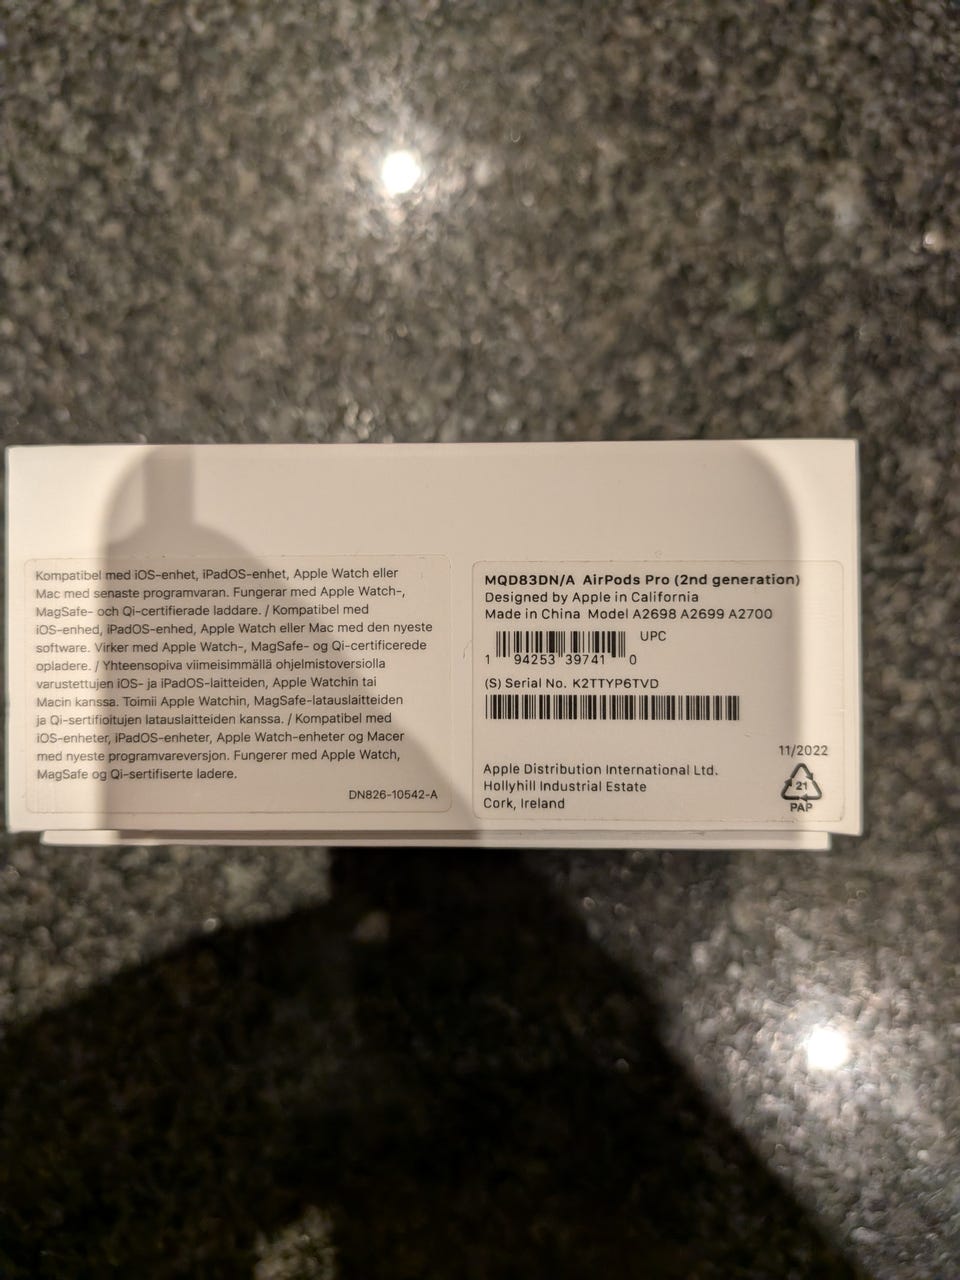 Kompatibel med iOS-enhet, iPadOS-enhet, Apple Watch eller
Mac med senaste programvaran. Fungerar med Apple Watch-,
MagSafe- och Qi-certifierade laddare. / Kompatibel med
iOS-enhed, iPadOS-enhed, Apple Watch eller Mac med den nyeste
software. Virker med Apple Watch-, MagSafe- og Qi-certificerede
opladere. / Yhteensopiva viimeisimmällä ohjelmistoversiolla
varustettujen iOS- ja iPadOS-laitteiden, Apple Watchin tai
Macin kanssa. Toimii Apple Watchin, MagSafe-latauslaitteiden
ja Qi-sertifioitujen latauslaitteiden kanssa. / Kompatibel med
iOS-enheter, iPadOS-enheter, Apple Watch-enheter og Macer
med nyeste programvareversjon. Fungerer med Apple Watch,
MagSafe og Qi-sertifiserte ladere.
DN826-10542-A
MQD83DN/A AirPods Pro (2nd generation)
Designed by Apple in California
Made in China Model A2698 A2699 A2700
UPC
1 94253 39741 0
(S) Serial No. K2TTYP6TVD
11/2022
Apple Distribution International Ltd.
Hollyhill Industrial Estate
Cork, Ireland
21
PAP